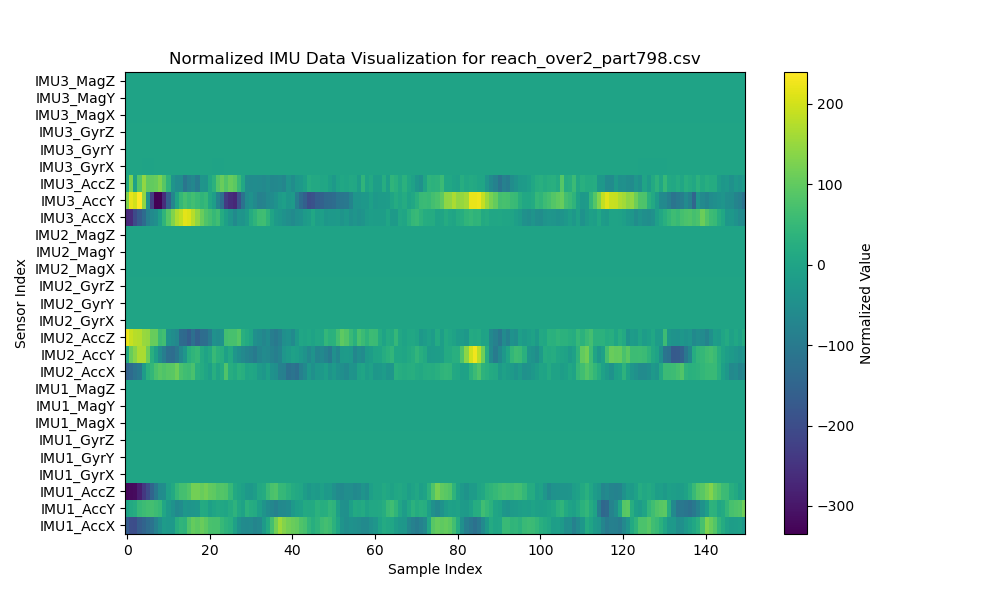 Normalized IMU Data Visualization for reach_over2_part798.csv
IMU3_MagZ
IMU3_MagY
IMU3_MagX
IMU3_GyrZ
IMU3_GyrY
IMU3_GyrX
IMU3_AccZ
IMU3_AccY
IMU3_AccX
IMU2_MagZ
IMU2_MagY
IMU2_MagX
IMU2_GyrZ
IMU2_GyrY
IMU2_GyrX
IMU2_AccZ
IMU2_AccY
IMU2_AccX
IMU1_MagZ
IMU1_MagY
IMU1_MagX
IMU1_GyrZ
IMU1_GyrY
IMU1_GyrX
IMU1_AccZ
IMU1_AccY
IMU1_AccX
Sensor Index
0 20 40 60 80 100 120 140
Sample Index
200
100
0
−100
−200
−300
Normalized Value